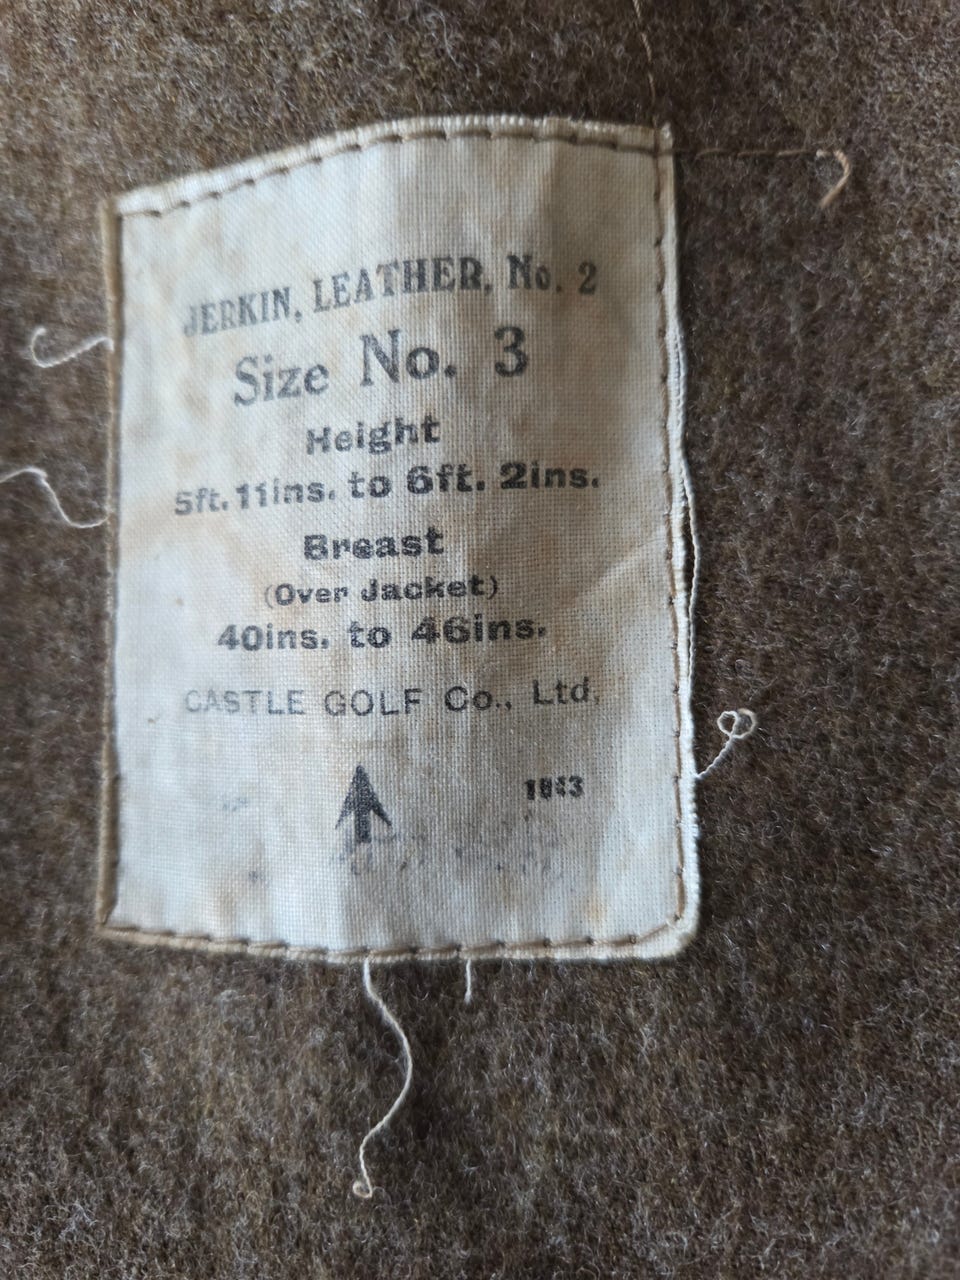 JERKIN, LEATHER, No. 2
Size No. 3
Height
5ft. 11ins. to 6ft. 2ins.
Breast
(Over Jacket)
40ins. to 46ins.
CASTLE GOLF Co., Ltd.
1943